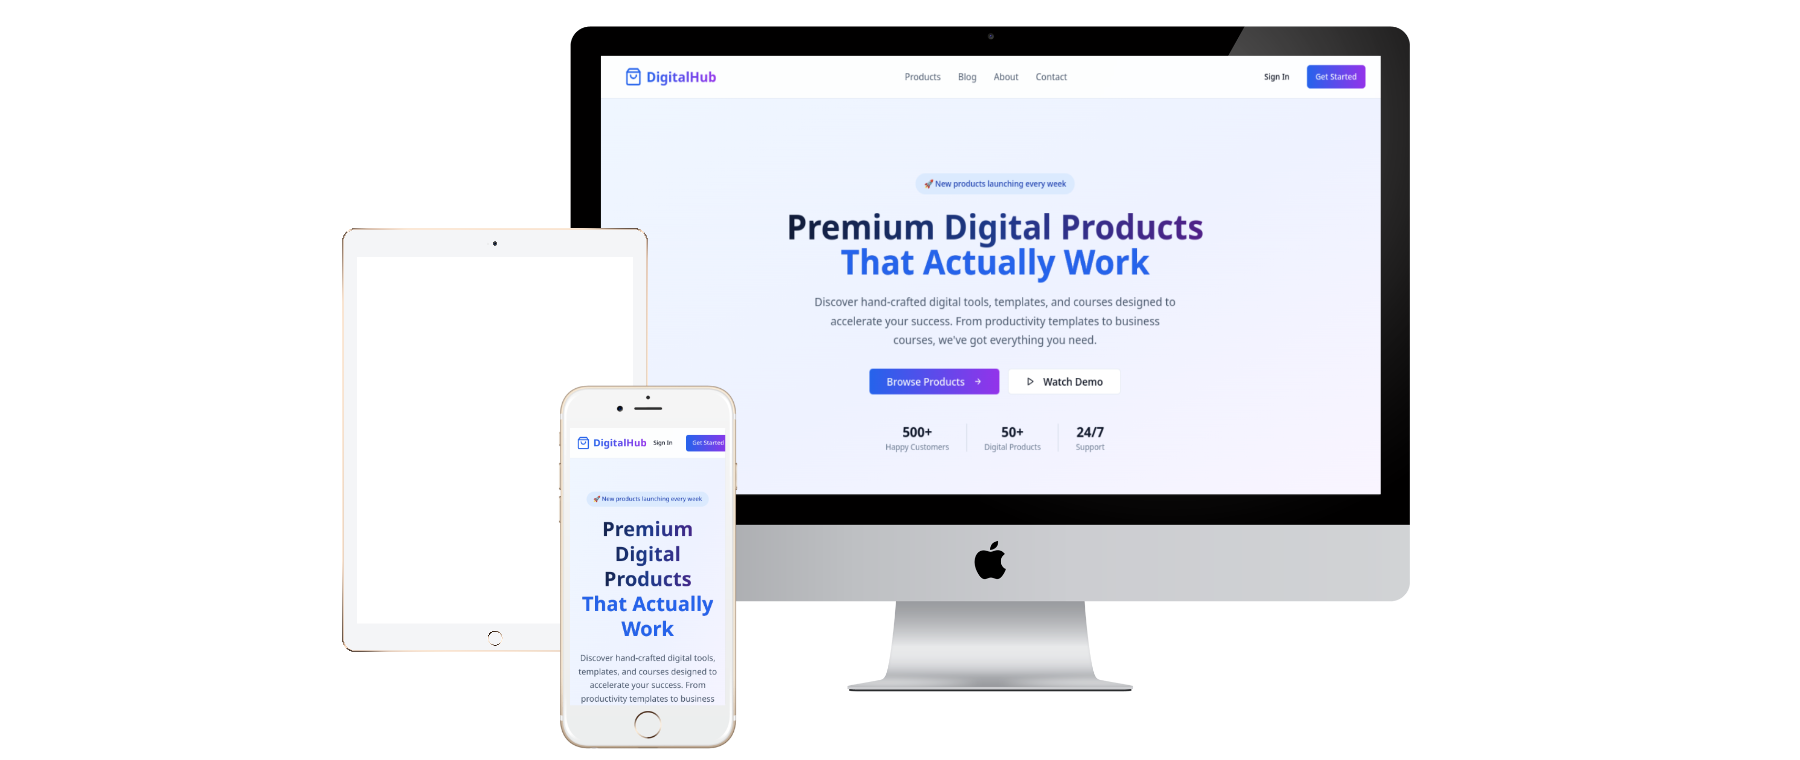 DigitalHub
Products Blog About Contact
Sign In
Get Started
🚀 New products launching every week
Premium Digital Products
That Actually Work
Discover hand-crafted digital tools, templates, and courses designed to
accelerate your success. From productivity templates to business
courses, we've got everything you need.
Browse Products →
Watch Demo
500+
Happy Customers
50+
Digital Products
24/7
Support
DigitalHub
Sign In
Get Started
🚀 New products launching every week
Premium
Digital
Products
That Actually
Work
Discover hand-crafted digital tools,
templates, and courses designed to
accelerate your success. From
productivity templates to business